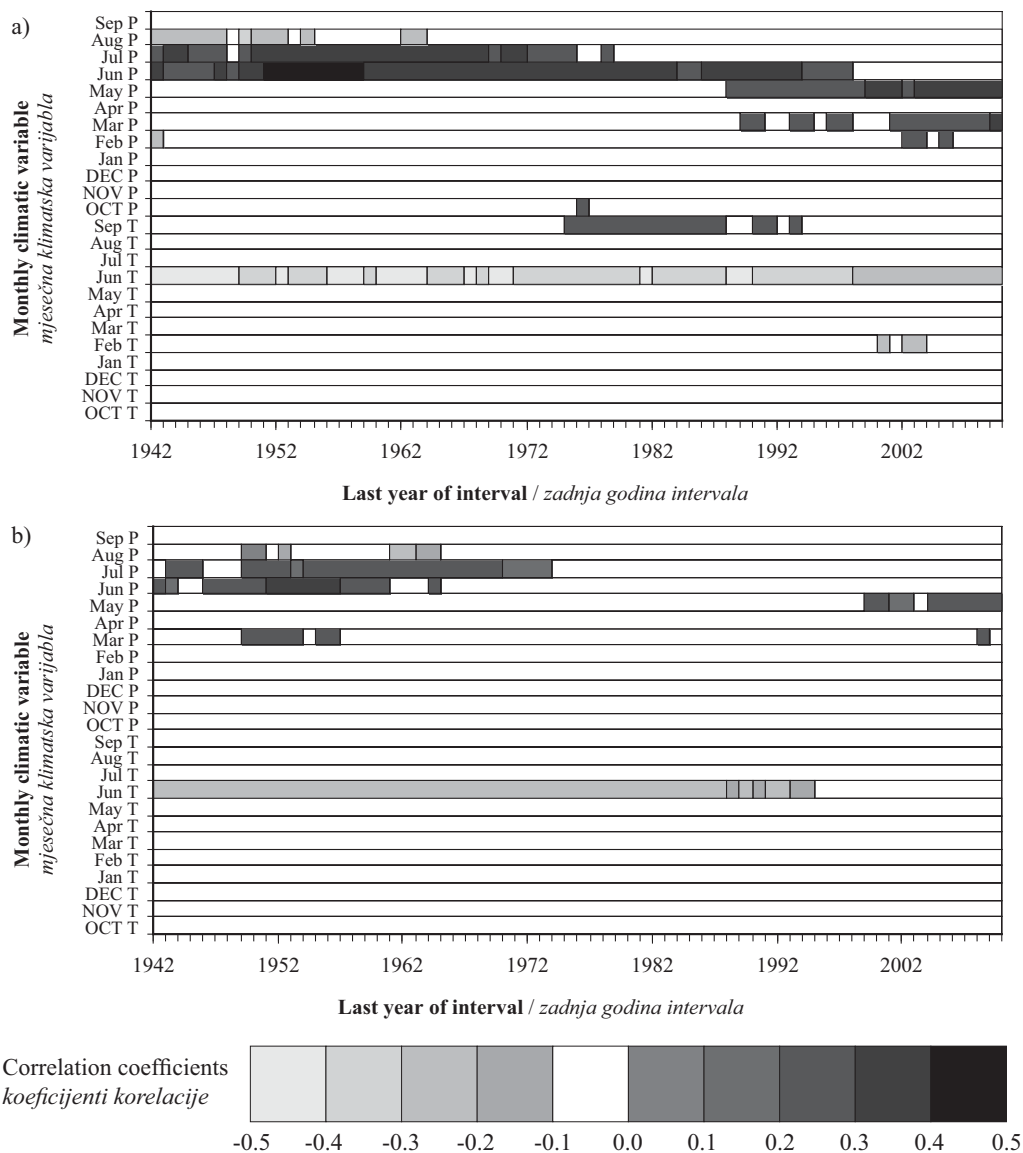 a)
Monthly climatic variable
mjesečna klimatska varijabla
Sep P
Aug P
Jul P
Jun P
May P
Apr P
Mar P
Feb P
Jan P
DEC P
NOV P
OCT P
Sep T
Aug T
Jul T
Jun T
May T
Apr T
Mar T
Feb T
Jan T
DEC T
NOV T
OCT T
1942 1952 1962 1972 1982 1992 2002
Last year of interval / zadnja godina intervala
b)
Monthly climatic variable
mjesečna klimatska varijabla
Sep P
Aug P
Jul P
Jun P
May P
Apr P
Mar P
Feb P
Jan P
DEC P
NOV P
OCT P
Sep T
Aug T
Jul T
Jun T
May T
Apr T
Mar T
Feb T
Jan T
DEC T
NOV T
OCT T
1942 1952 1962 1972 1982 1992 2002
Last year of interval / zadnja godina intervala
Correlation coefficients
koeficijenti korelacije
-0.5 -0.4 -0.3 -0.2 -0.1 0.0 0.1 0.2 0.3 0.4 0.5